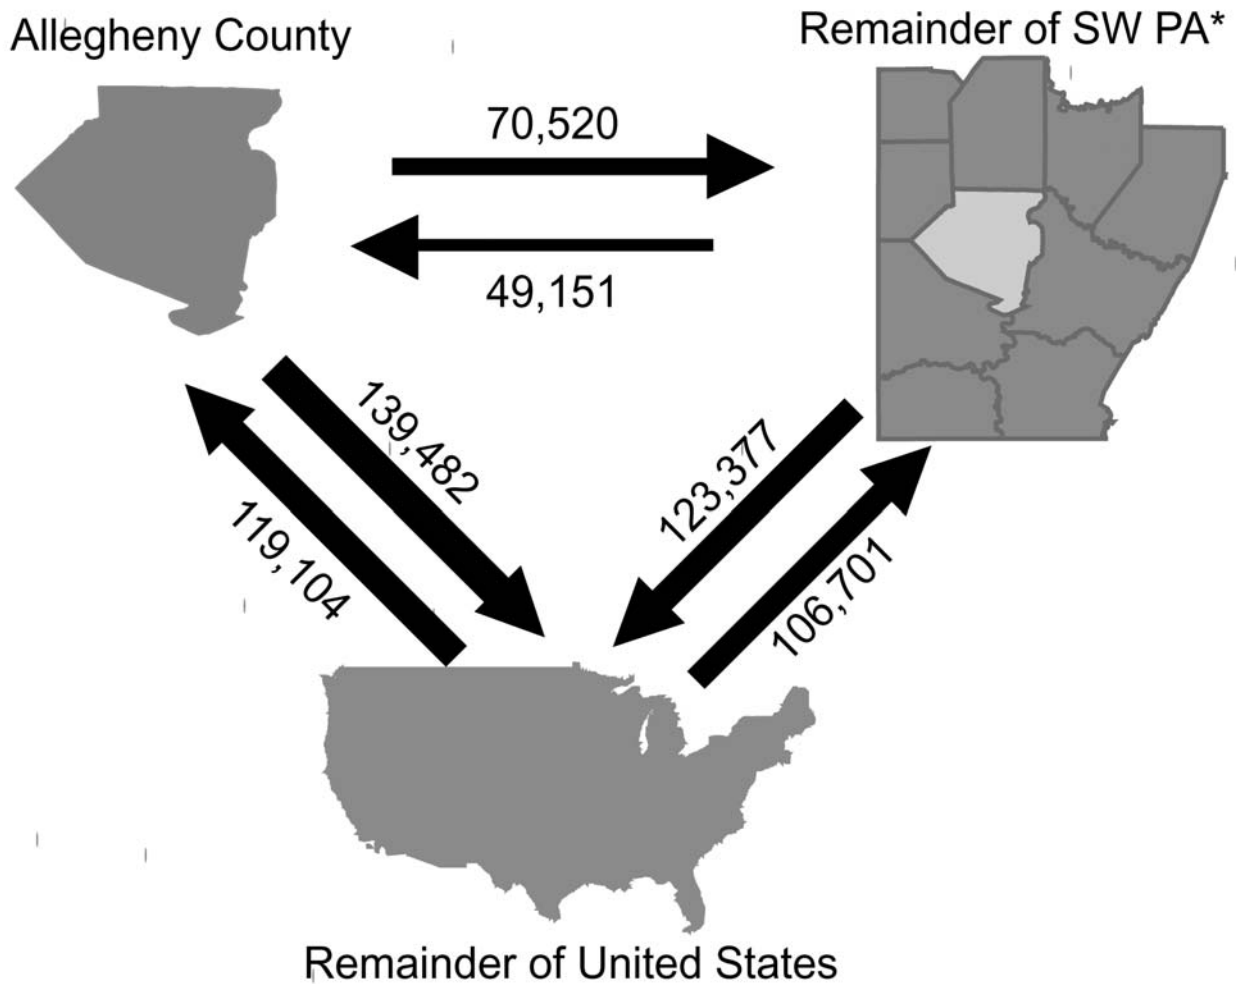 Allegheny County
Remainder of SW PA*
70,520
49,151
139,482
119,104
123,377
106,701
Remainder of United States